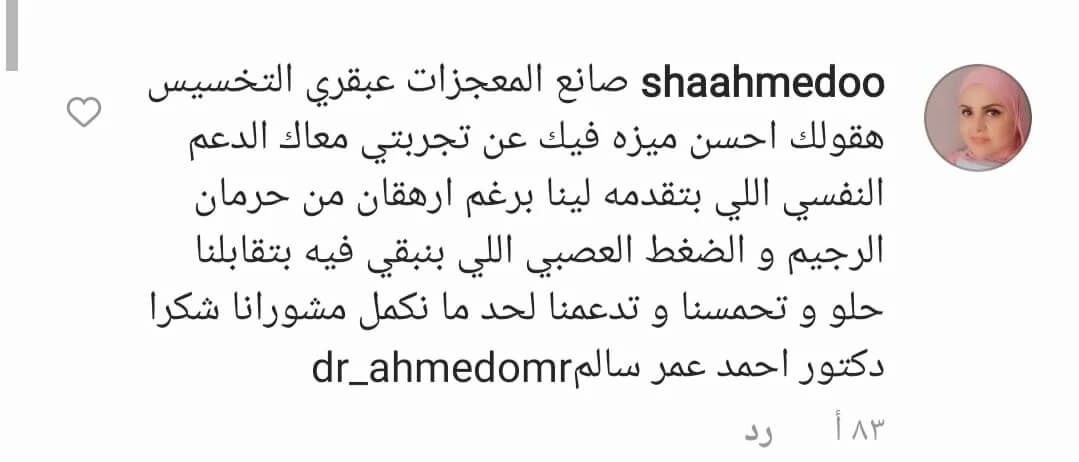 shaahmedoo صانع المعجزات عبقري التخسيس
هقولك احسن ميزه فيك عن تجربتي معاك الدعم
النفسي اللي بتقدمه لينا برغم ارهقان من حرمان
الرجيم و الضغط العصبي اللي بنبقي فيه بتقابلنا
حلو و تحمسنا و تدعمنا لحد ما نكمل مشورانا شكرا
دكتور احمد عمر سالمdr_ahmedomr
٨٣ أ رد